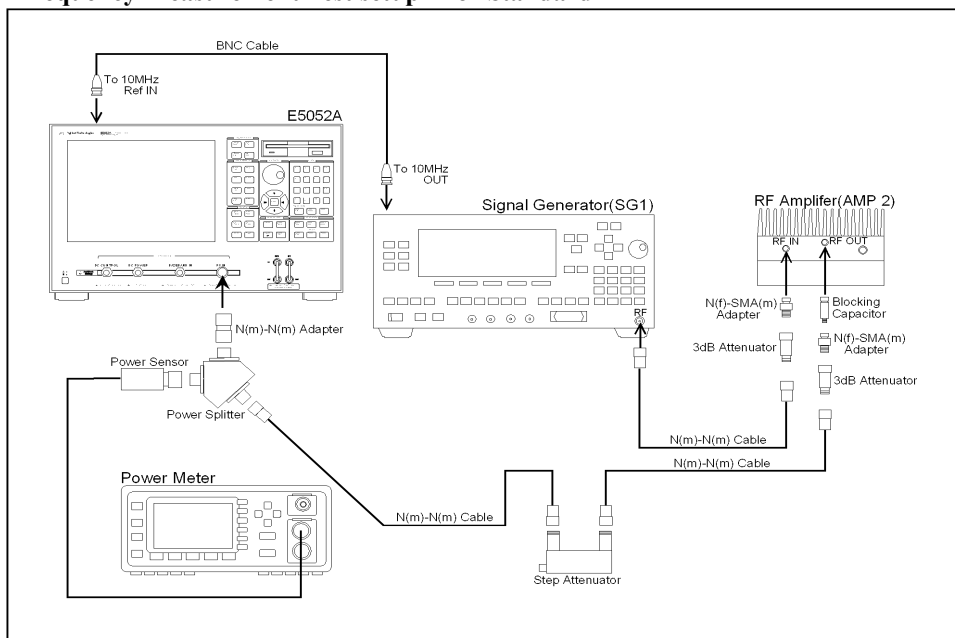 BNC Cable
To 10MHz
Ref IN
E5052A
To 10MHz
OUT
Signal Generator(SG1)
RF Amplifer(AMP 2)
RF IN
RF OUT
N(m)-N(m) Adapter
RF
N(f)-SMA(m)
Adapter
Blocking
Capacitor
3dB Attenuator
N(f)-SMA(m)
Adapter
3dB Attenuator
Power Sensor
Power Splitter
N(m)-N(m) Cable
N(m)-N(m) Cable
Power Meter
N(m)-N(m) Cable
Step Attenuator